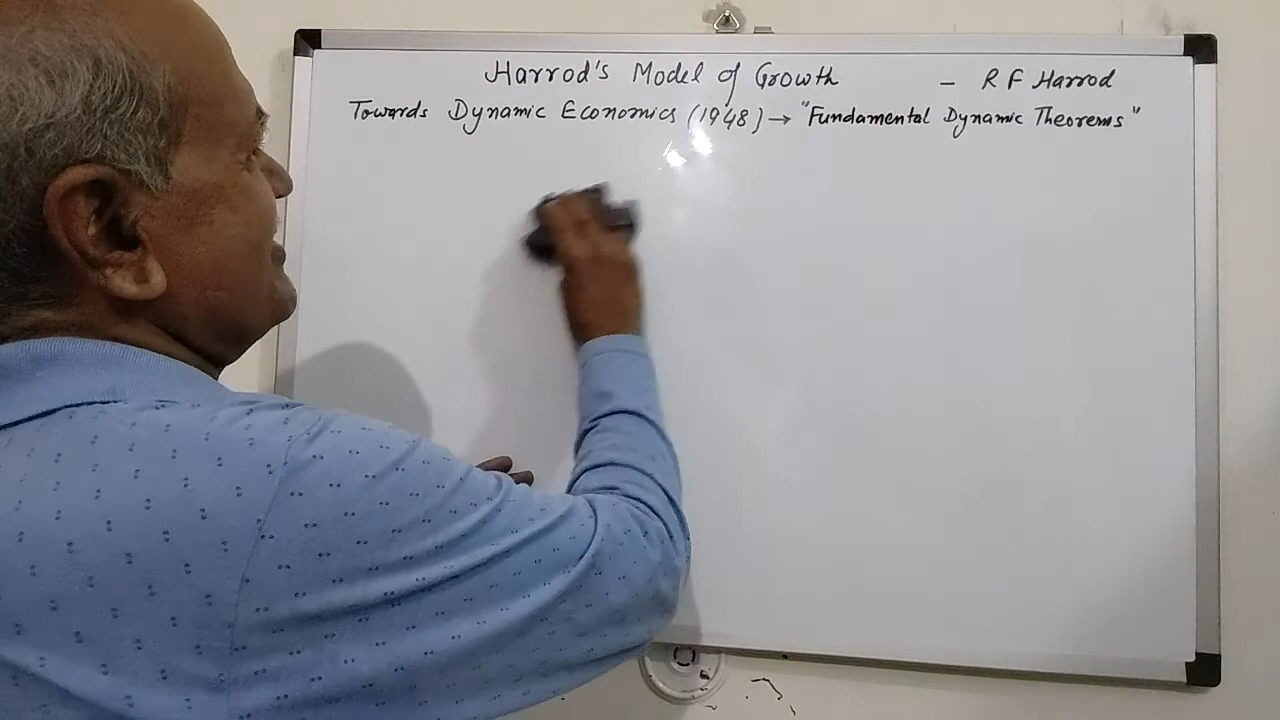 Harrod's Model of Growth – R F Harrod
Towards Dynamic Economics (1948) → "Fundamental Dynamic Theorems"